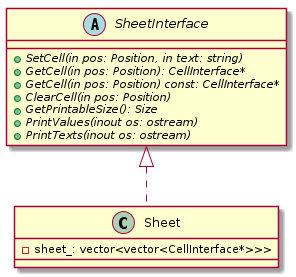 A SheetInterface
SetCell(in pos: Position, in text: string)
GetCell(in pos: Position): CellInterface*
GetCell(in pos: Position) const: CellInterface*
ClearCell(in pos: Position)
GetPrintableSize(): Size
PrintValues(inout os: ostream)
PrintTexts(inout os: ostream)
C Sheet
sheet_: vector<vector<CellInterface*>>>